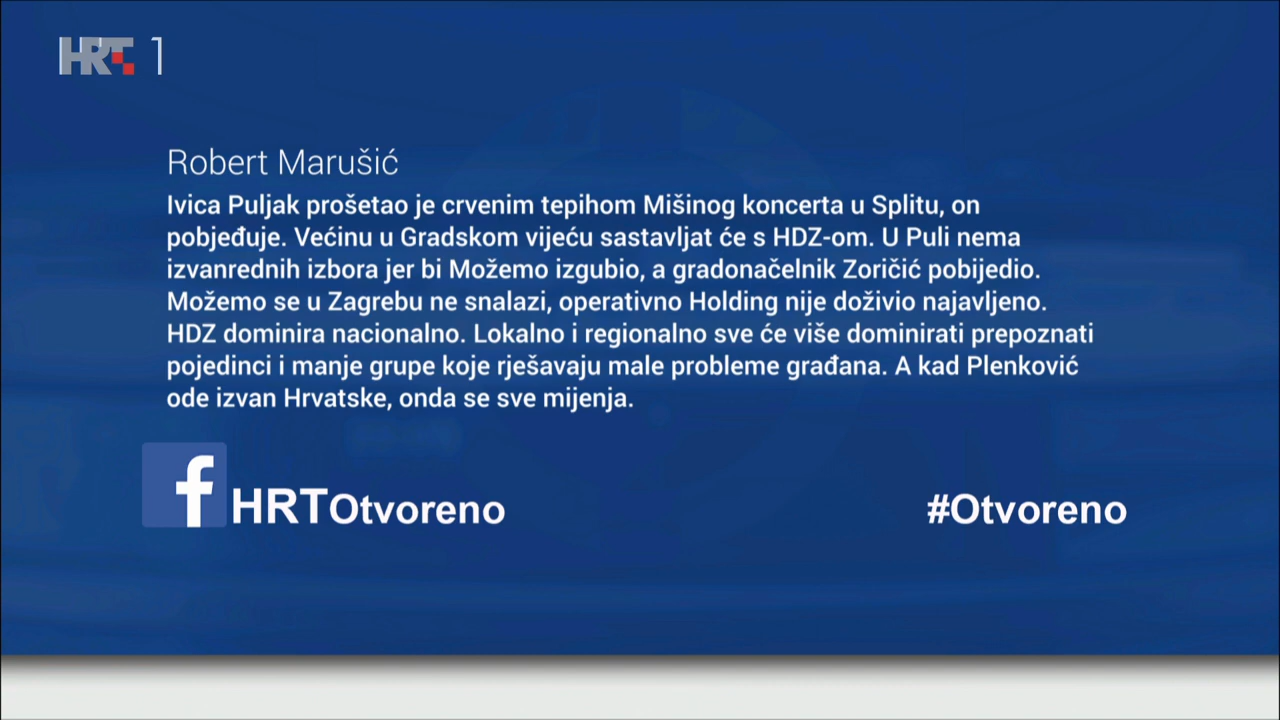 HRT 1
Robert Marušić
Ivica Puljak prošetao je crvenim tepihom Mišinog koncerta u Splitu, on
pobjeđuje. Većinu u Gradskom vijeću sastavljat će s HDZ-om. U Puli nema
izvanrednih izbora jer bi Možemo izgubio, a gradonačelnik Zoričić pobijedio.
Možemo se u Zagrebu ne snalazi, operativno Holding nije doživio najavljeno.
HDZ dominira nacionalno. Lokalno i regionalno sve će više dominirati prepoznati
pojedinci i manje grupe koje rješavaju male probleme građana. A kad Plenković
ode izvan Hrvatske, onda se sve mijenja.
f HRTOtvoreno
#Otvoreno